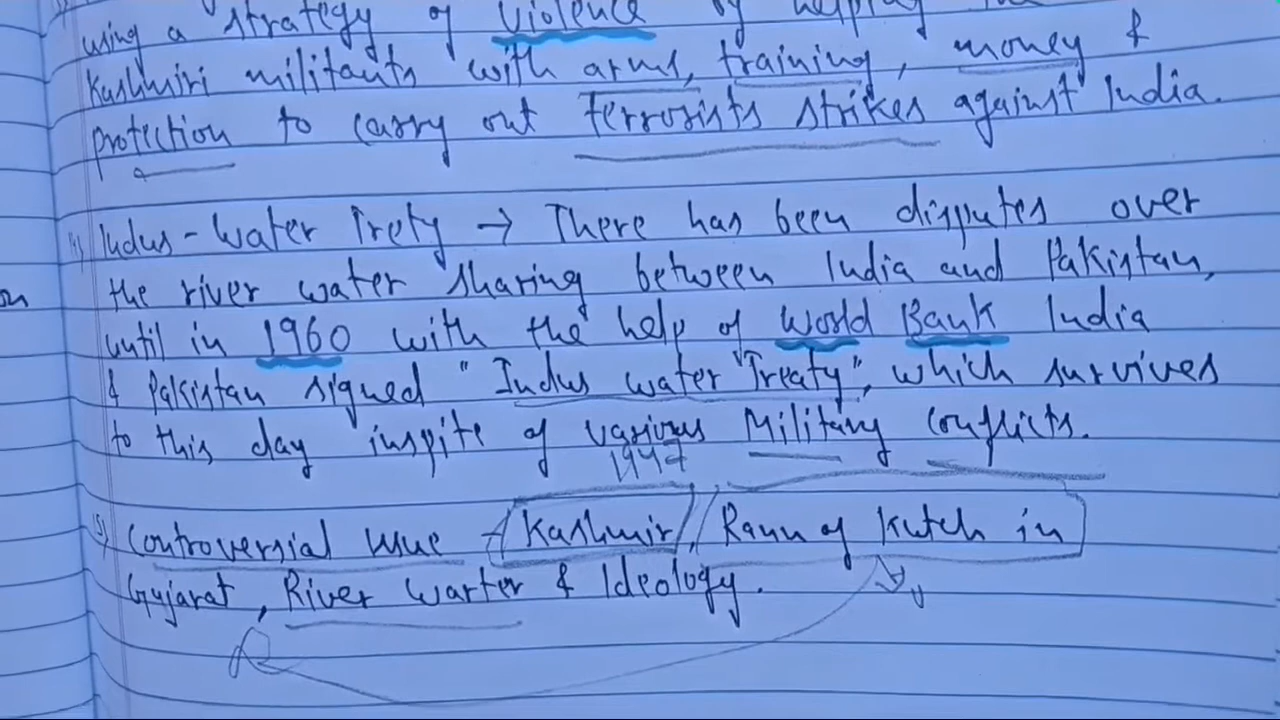 using a strategy of violence by helping
Kashmiri militants with arms, training, money &
protection to carry out terrorists strikes against India.
Indus-Water Trety → There has been disputes over
the river water sharing between India and Pakistan,
until in 1960 with the help of World Bank India
& Pakistan signed "Indus water Treaty", which survives
to this day inspite of various Military conflicts.
1947
5) Controversial Issue - Kashmir, Rann of Kutch in
Gujarat, River Warter & Ideology.